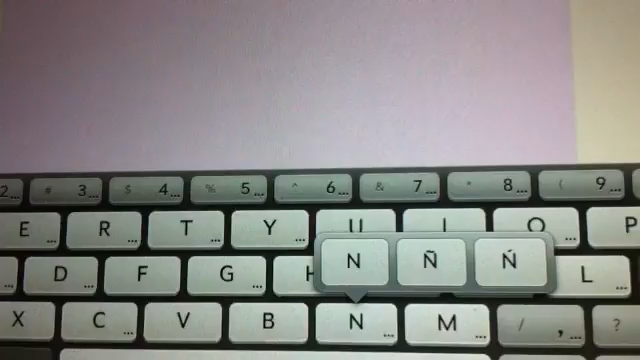 2... # 3... $ 4... % 5... ^ 6... & 7... * 8... ( 9...
E... R... T... Y... U I O... P
D... F G... H L...
N Ñ Ń
X C... V B N... M... / ,... ?